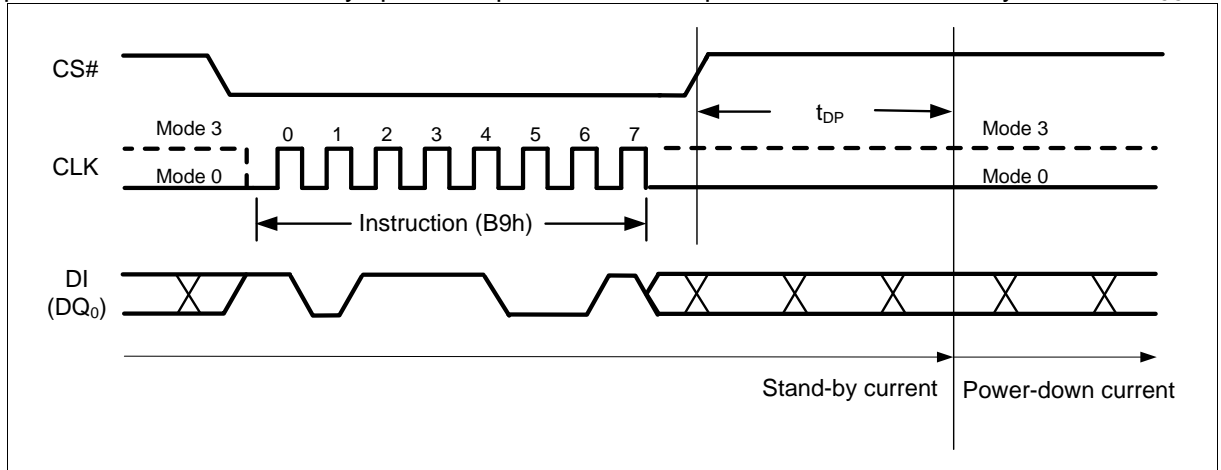 CS#
t_DP
Mode 3
0 1 2 3 4 5 6 7
Mode 3
CLK
Mode 0
Mode 0
Instruction (B9h)
DI
(DQ₀)
Stand-by current
Power-down current